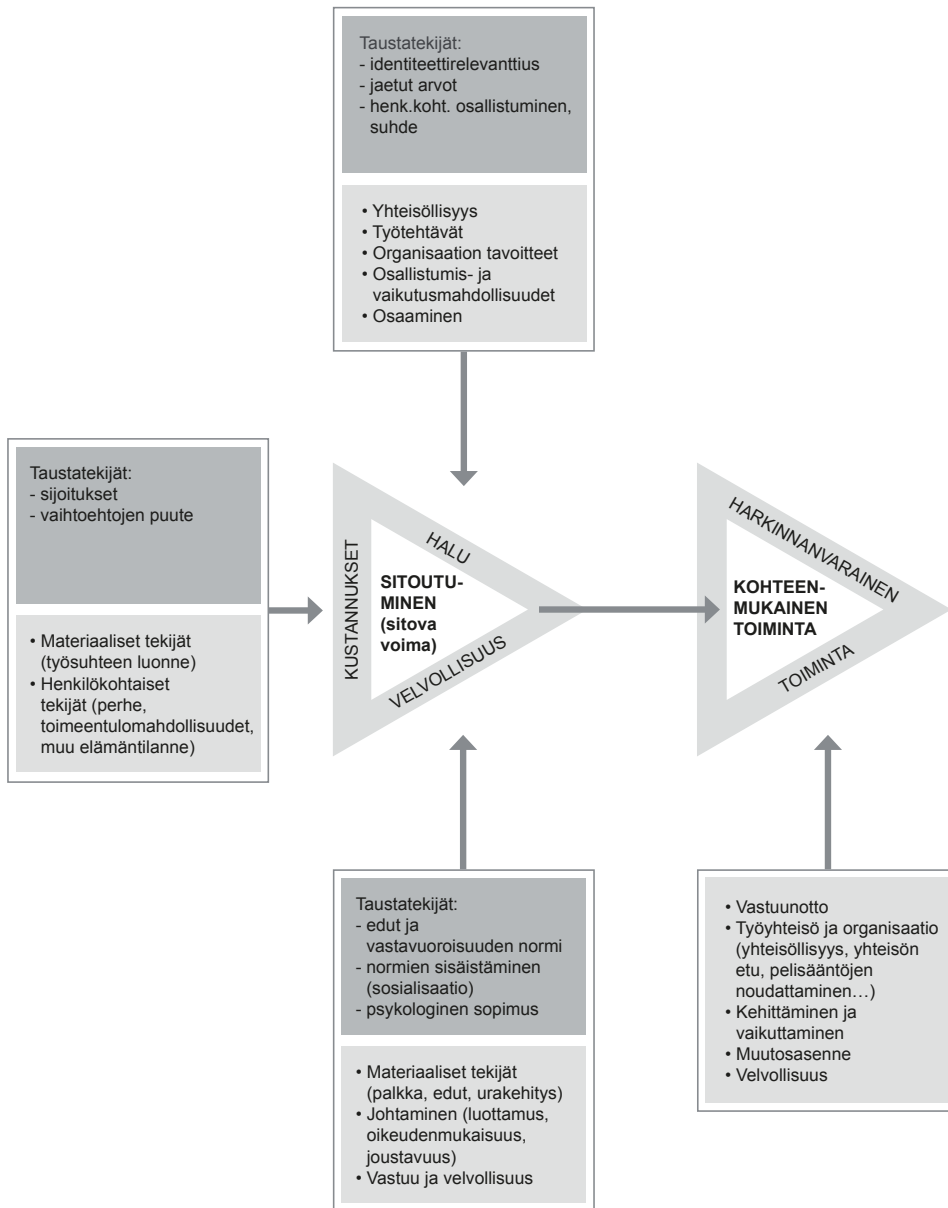 Taustatekijät:
- identiteettirelevanttius
- jaetut arvot
- henk.koht. osallistuminen,
suhde
• Yhteisöllisyys
• Työtehtävät
• Organisaation tavoitteet
• Osallistumis- ja
vaikutusmahdollisuudet
• Osaaminen
Taustatekijät:
- sijoitukset
- vaihtoehtojen puute
• Materiaaliset tekijät
(työsuhteen luonne)
• Henkilökohtaiset
tekijät (perhe,
toimeentulomahdollisuudet,
muu elämäntilanne)
KUSTANNUKSET
HALU
SITOUTU-
MINEN
(sitova
voima)
VELVOLLISUUS
HARKINNANVARAINEN
KOHTEEN-
MUKAINEN
TOIMINTA
TOIMINTA
Taustatekijät:
- edut ja
vastavuoroisuuden normi
- normien sisäistäminen
(sosialisaatio)
- psykologinen sopimus
• Materiaaliset tekijät
(palkka, edut, urakehitys)
• Johtaminen (luottamus,
oikeudenmukaisuus,
joustavuus)
• Vastuu ja velvollisuus
• Vastuunotto
• Työyhteisö ja organisaatio
(yhteisöllisyys, yhteisön
etu, pelisääntöjen
noudattaminen…)
• Kehittäminen ja
vaikuttaminen
• Muutosasenne
• Velvollisuus